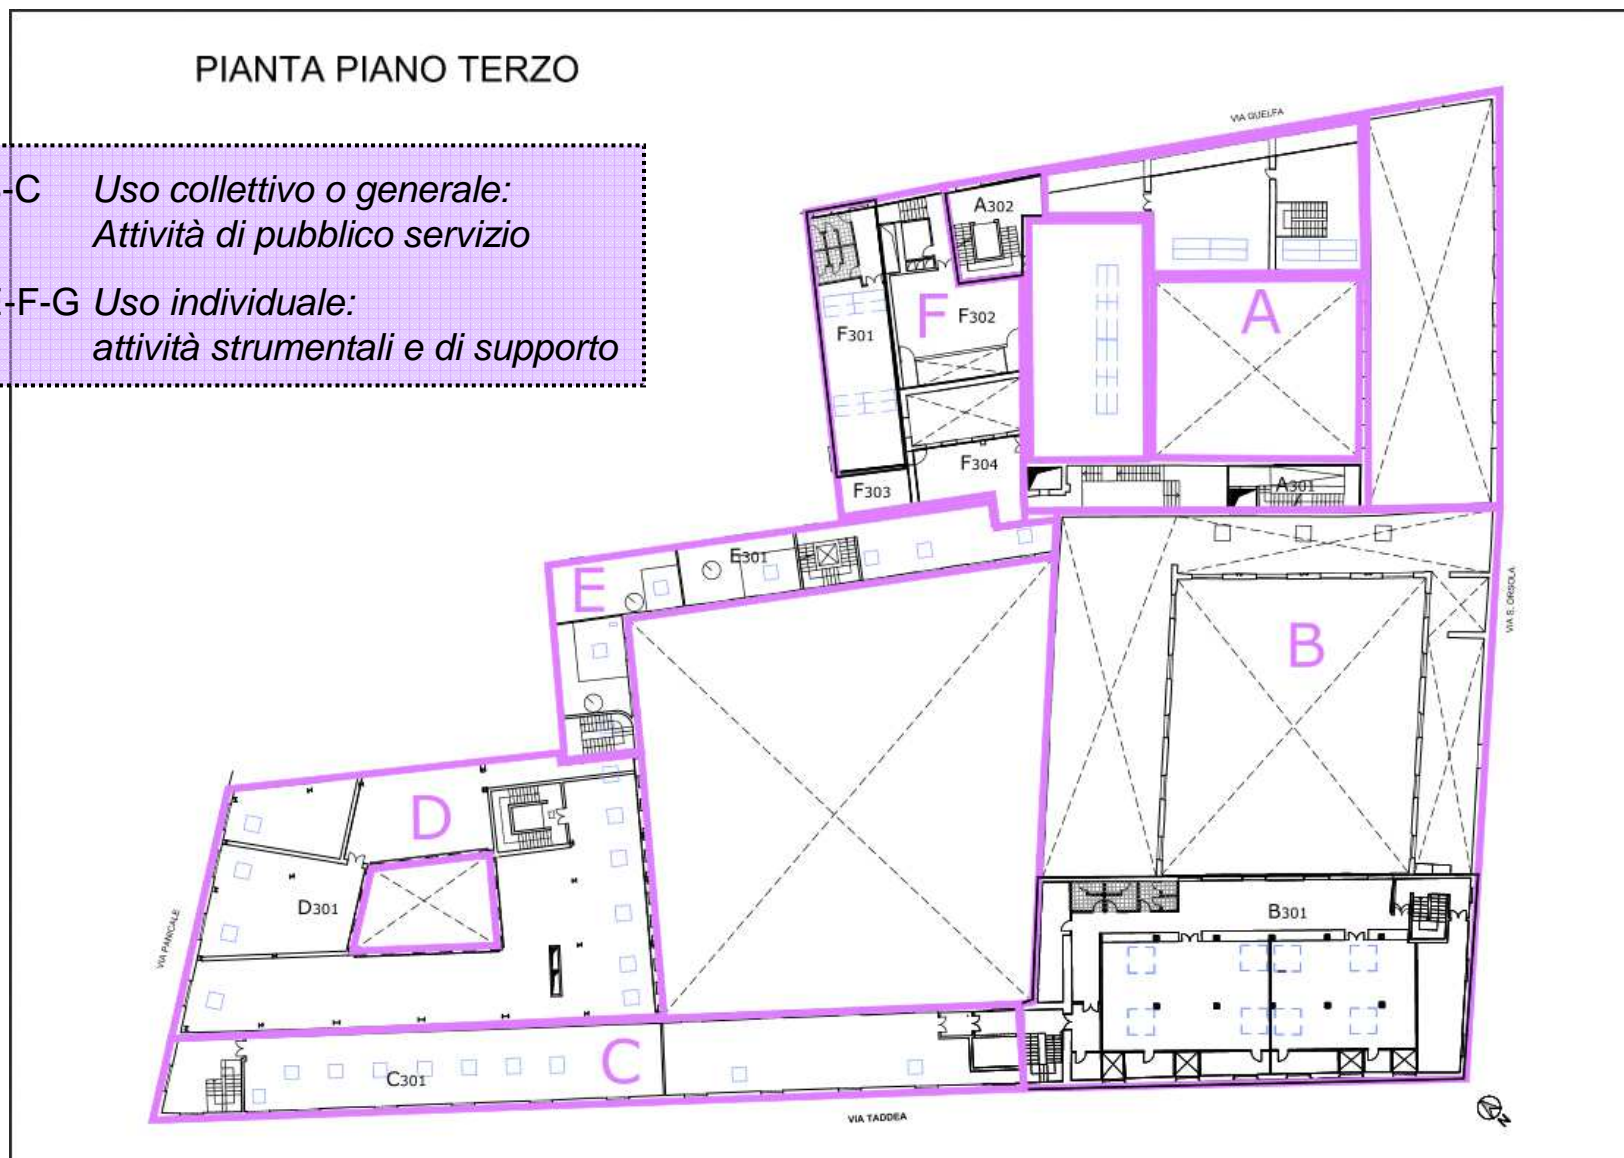 PIANTA PIANO TERZO
-C Uso collettivo o generale:
Attività di pubblico servizio
-F-G Uso individuale:
attività strumentali e di supporto
VIA GUELFA
A302
F
F302
F301
A
F304
F303
A301
E301
E
VIA S. ORSOLA
B
D
D301
B301
VIA PANICALE
C
C301
VIA TADDEA
N